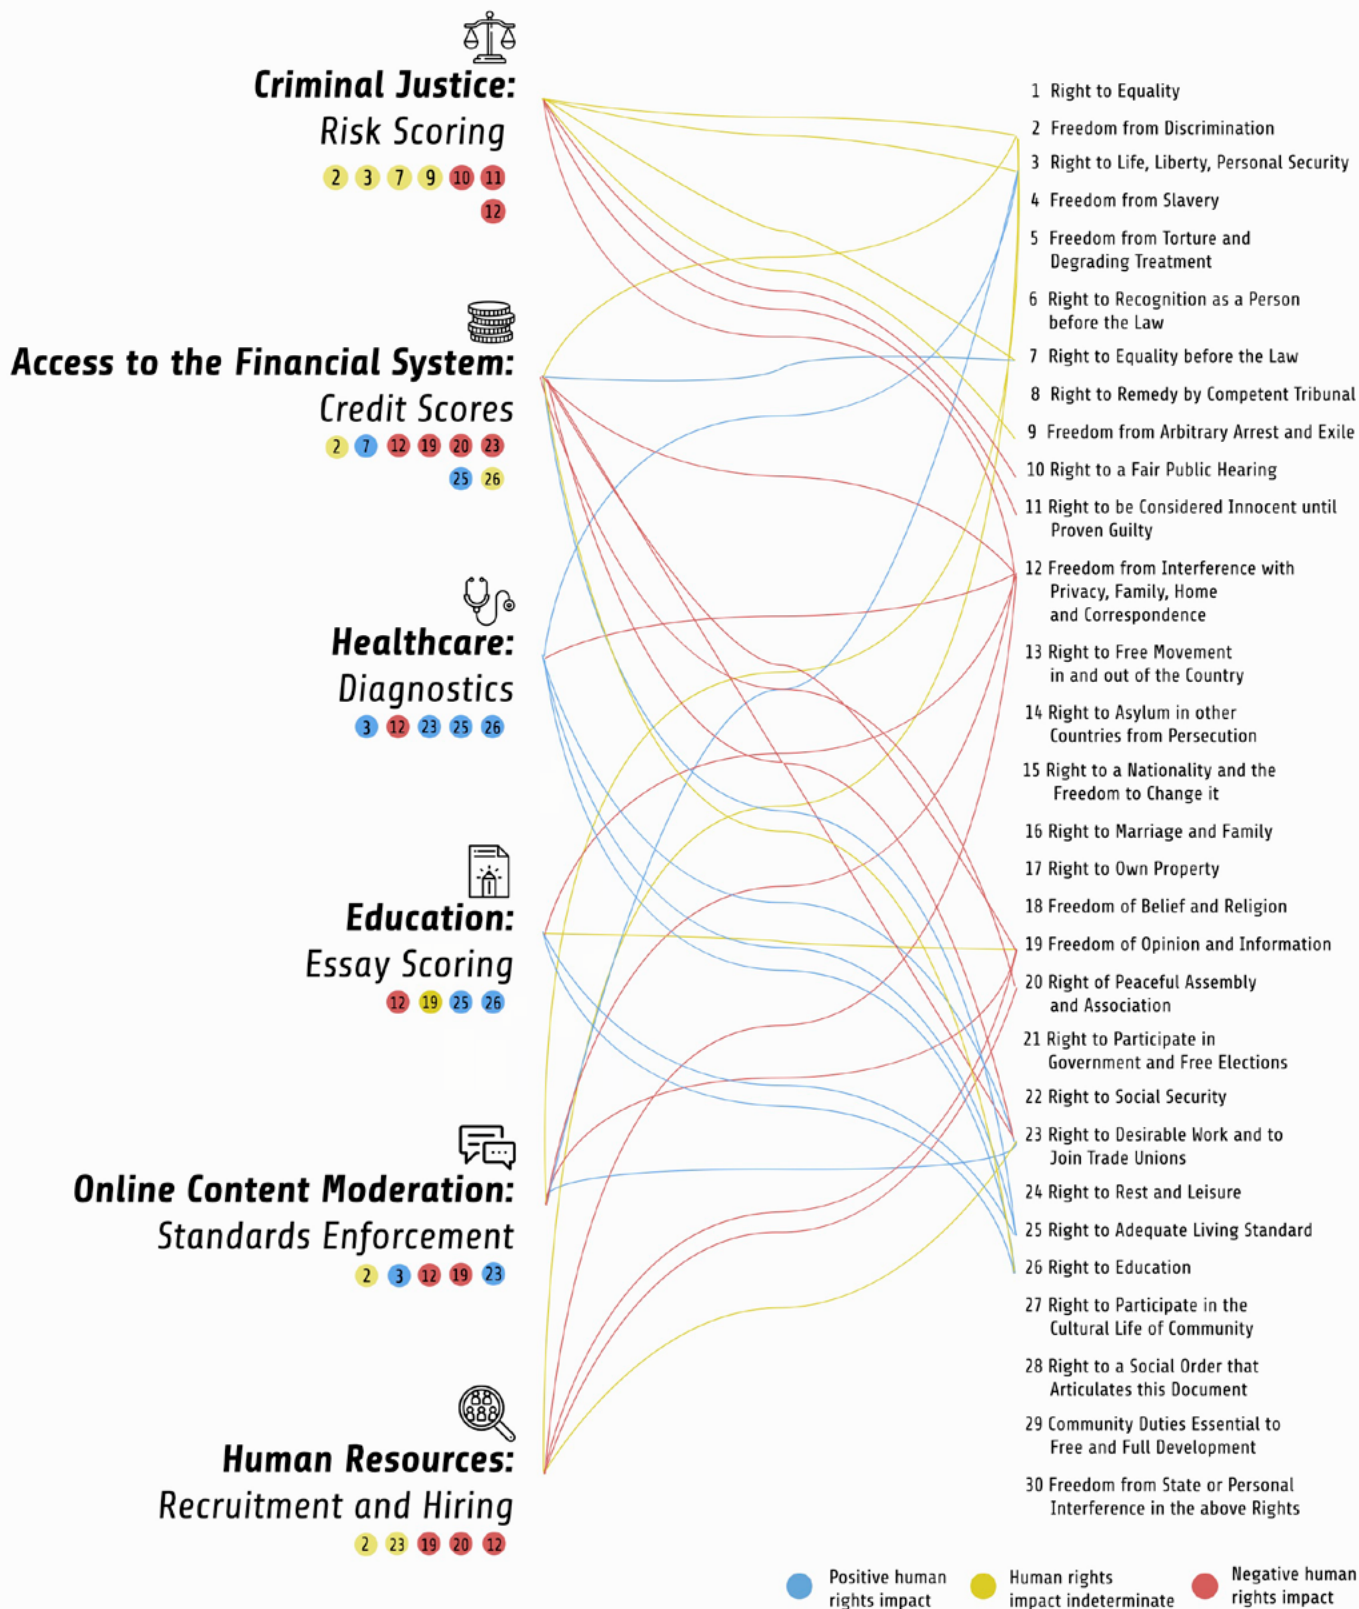 Criminal Justice:
Risk Scoring
2 3 7 9 10 11
12
Access to the Financial System:
Credit Scores
2 7 12 19 20 23
25 26
Healthcare:
Diagnostics
3 12 23 25 26
Education:
Essay Scoring
12 19 25 26
Online Content Moderation:
Standards Enforcement
2 3 12 19 23
Human Resources:
Recruitment and Hiring
2 23 19 20 12
1 Right to Equality
2 Freedom from Discrimination
3 Right to Life, Liberty, Personal Security
4 Freedom from Slavery
5 Freedom from Torture and
Degrading Treatment
6 Right to Recognition as a Person
before the Law
7 Right to Equality before the Law
8 Right to Remedy by Competent Tribunal
9 Freedom from Arbitrary Arrest and Exile
10 Right to a Fair Public Hearing
11 Right to be Considered Innocent until
Proven Guilty
12 Freedom from Interference with
Privacy, Family, Home
and Correspondence
13 Right to Free Movement
in and out of the Country
14 Right to Asylum in other
Countries from Persecution
15 Right to a Nationality and the
Freedom to Change it
16 Right to Marriage and Family
17 Right to Own Property
18 Freedom of Belief and Religion
19 Freedom of Opinion and Information
20 Right of Peaceful Assembly
and Association
21 Right to Participate in
Government and Free Elections
22 Right to Social Security
23 Right to Desirable Work and to
Join Trade Unions
24 Right to Rest and Leisure
25 Right to Adequate Living Standard
26 Right to Education
27 Right to Participate in the
Cultural Life of Community
28 Right to a Social Order that
Articulates this Document
29 Community Duties Essential to
Free and Full Development
30 Freedom from State or Personal
Interference in the above Rights
Positive human
rights impact
Human rights
impact indeterminate
Negative human
rights impact